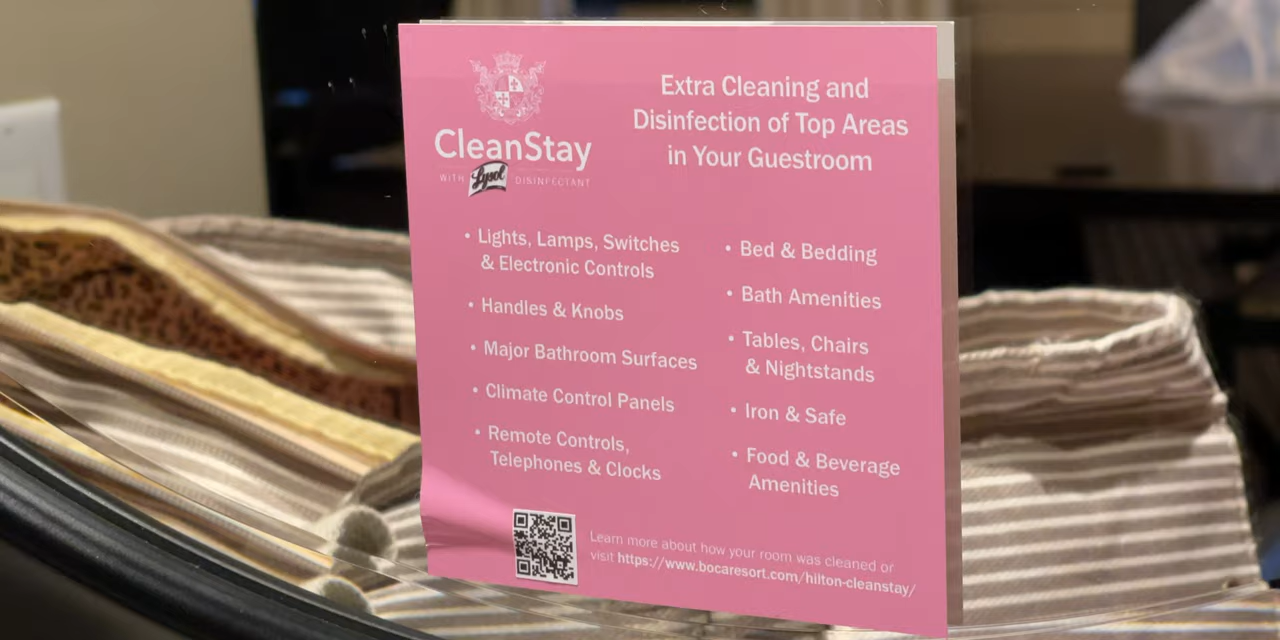 CleanStay
WITH Lysol DISINFECTANT
Extra Cleaning and
Disinfection of Top Areas
in Your Guestroom
• Lights, Lamps, Switches
& Electronic Controls
• Handles & Knobs
• Major Bathroom Surfaces
• Climate Control Panels
• Remote Controls,
Telephones & Clocks
• Bed & Bedding
• Bath Amenities
• Tables, Chairs
& Nightstands
• Iron & Safe
• Food & Beverage
Amenities
Learn more about how your room was cleaned or
visit https://www.bocaresort.com/hilton-cleanstay/